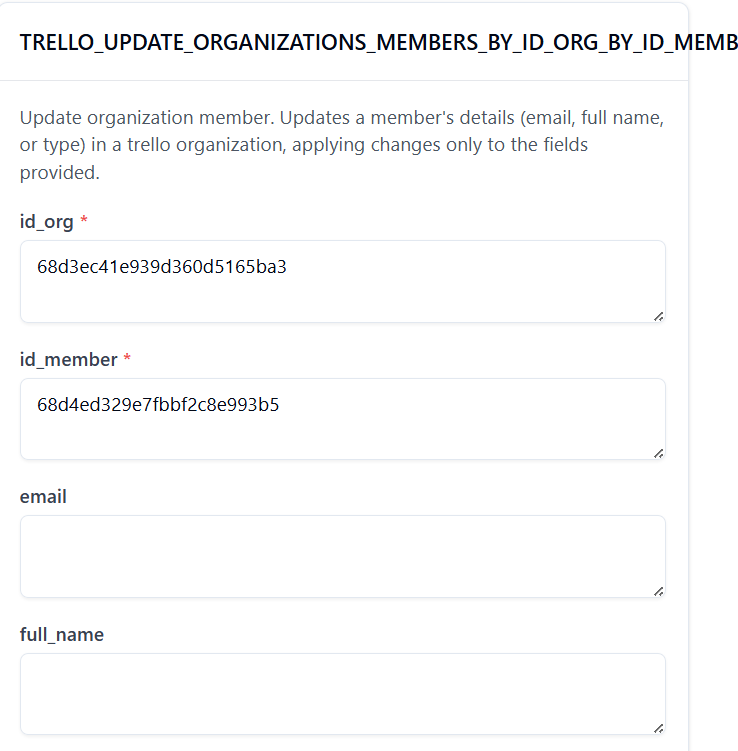 TRELLO_UPDATE_ORGANIZATIONS_MEMBERS_BY_ID_ORG_BY_ID_MEMB
Update organization member. Updates a member's details (email, full name,
or type) in a trello organization, applying changes only to the fields
provided.
id_org *
68d3ec41e939d360d5165ba3
id_member *
68d4ed329e7fbbf2c8e993b5
email
full_name